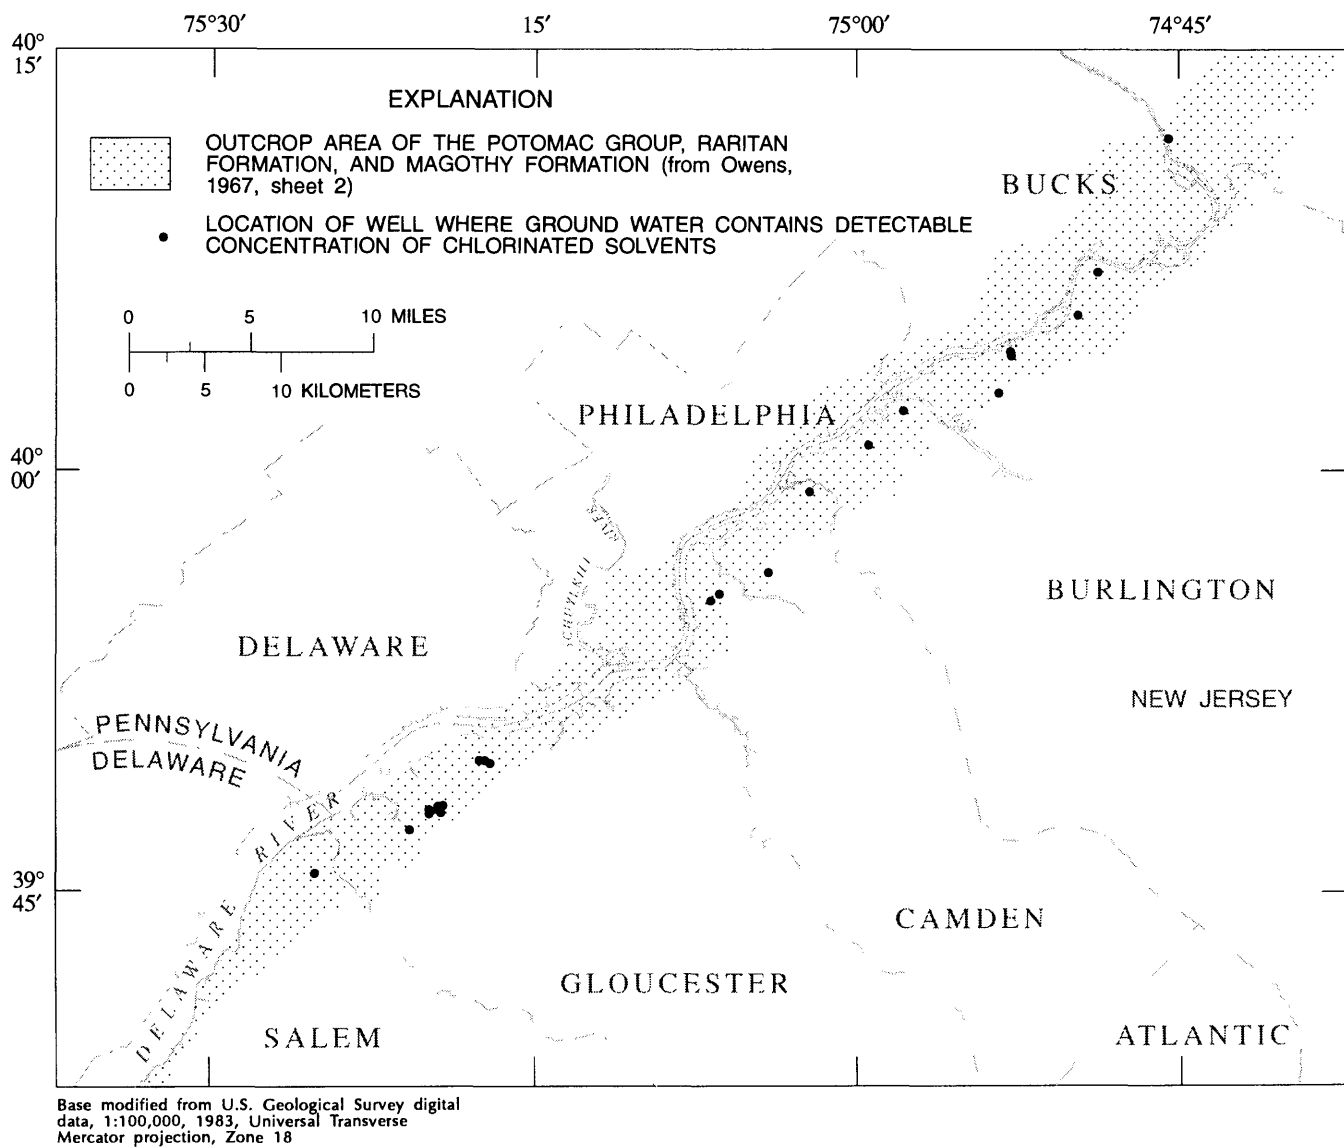 75°30′ 15′ 75°00′ 74°45′
40°
15′
EXPLANATION
OUTCROP AREA OF THE POTOMAC GROUP, RARITAN
FORMATION, AND MAGOTHY FORMATION (from Owens,
1967, sheet 2)
LOCATION OF WELL WHERE GROUND WATER CONTAINS DETECTABLE
CONCENTRATION OF CHLORINATED SOLVENTS
BUCKS
0 5 10 MILES
0 5 10 KILOMETERS
PHILADELPHIA
40°
00′
RIVER
BURLINGTON
DELAWARE
NEW JERSEY
PENNSYLVANIA
DELAWARE
DELAWARE RIVER
39°
45′
CAMDEN
GLOUCESTER
SALEM
ATLANTIC
Base modified from U.S. Geological Survey digital
data, 1:100,000, 1983, Universal Transverse
Mercator projection, Zone 18